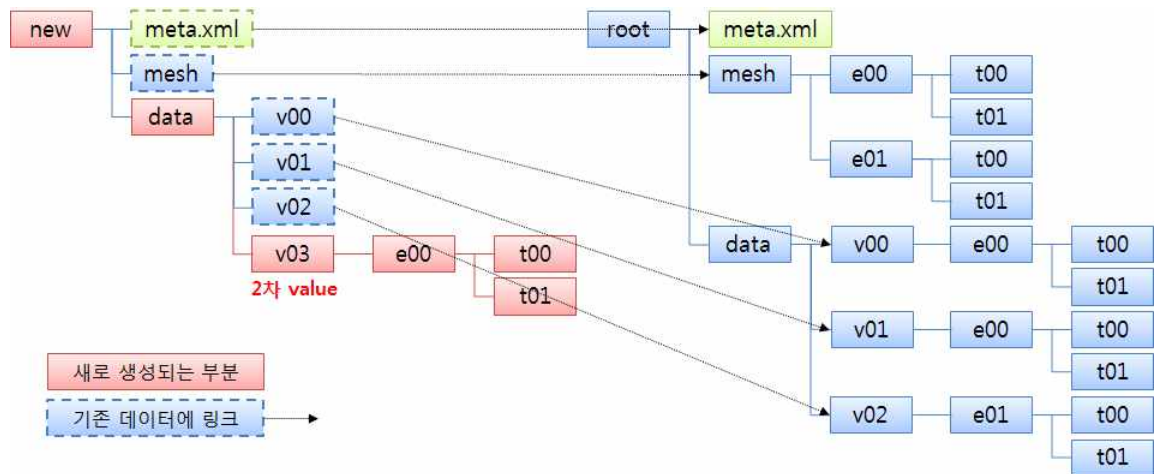 new
meta.xml
root
meta.xml
mesh
mesh
e00
t00
t01
data
v00
e01
t00
v01
t01
v02
data
v00
e00
t00
v03
e00
t00
2차 value
t01
t01
v01
e00
t00
t01
새로 생성되는 부분
기존 데이터에 링크
v02
e01
t00
t01